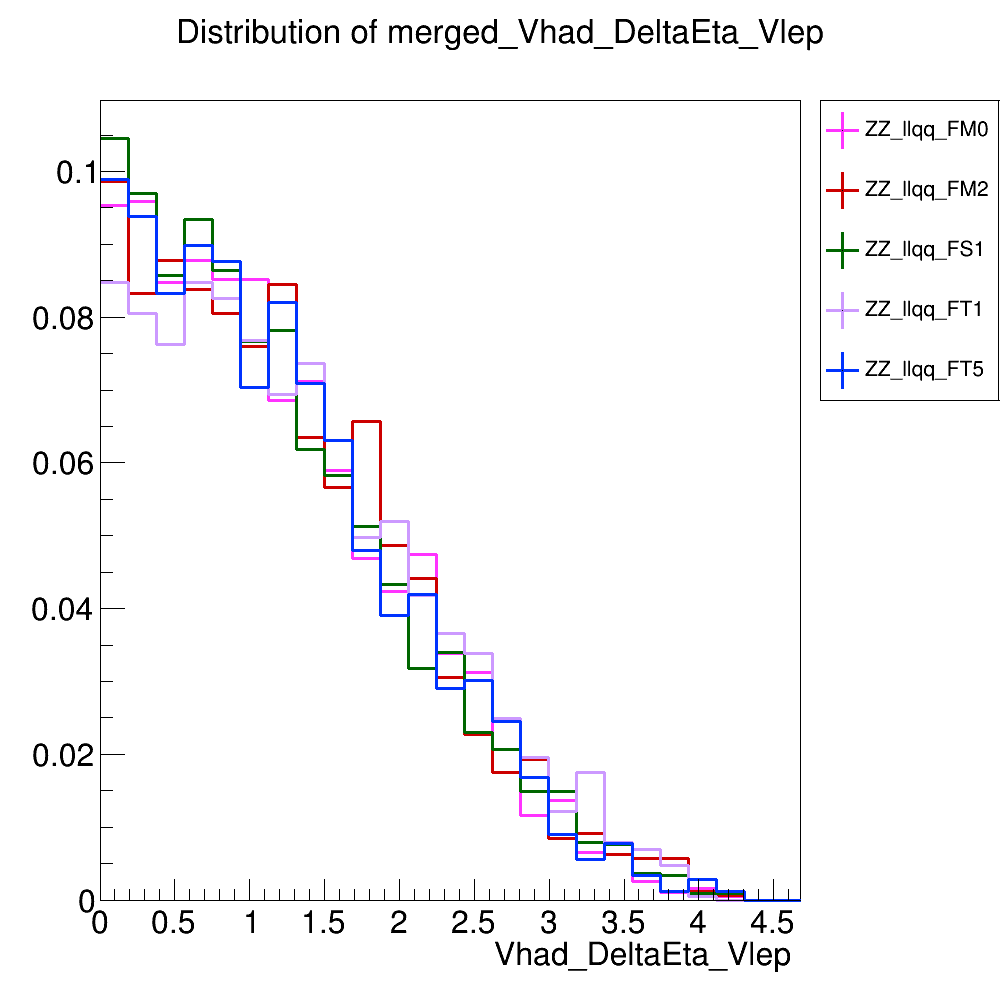 Distribution of merged_Vhad_DeltaEta_Vlep
ZZ_llqq_FM0
ZZ_llqq_FM2
ZZ_llqq_FS1
ZZ_llqq_FT1
ZZ_llqq_FT5
0.1
0.08
0.06
0.04
0.02
0
0 0.5 1 1.5 2 2.5 3 3.5 4 4.5
Vhad_DeltaEta_Vlep